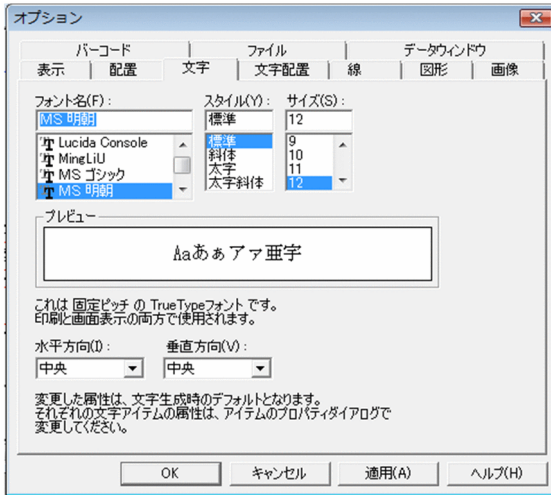 オプション
バーコード ファイル データウィンドウ
表示 配置 文字 文字配置 線 図形 画像
フォント名(F): スタイル(Y): サイズ(S):
MS 明朝 標準 12
Lucida Console 標準 9
MingLiU 斜体 10
MS ゴシック 太字 11
MS 明朝 太字斜体 12
プレビュー
Aaあぁアァ亜宇
これは 固定ピッチ の TrueTypeフォント です。
印刷と画面表示の両方で使用されます。
水平方向(I): 垂直方向(V):
中央 中央
変更した属性は、文字生成時のデフォルトとなります。
それぞれの文字アイテムの属性は、アイテムのプロパティダイアログで
変更してください。
OK キャンセル 適用(A) ヘルプ(H)